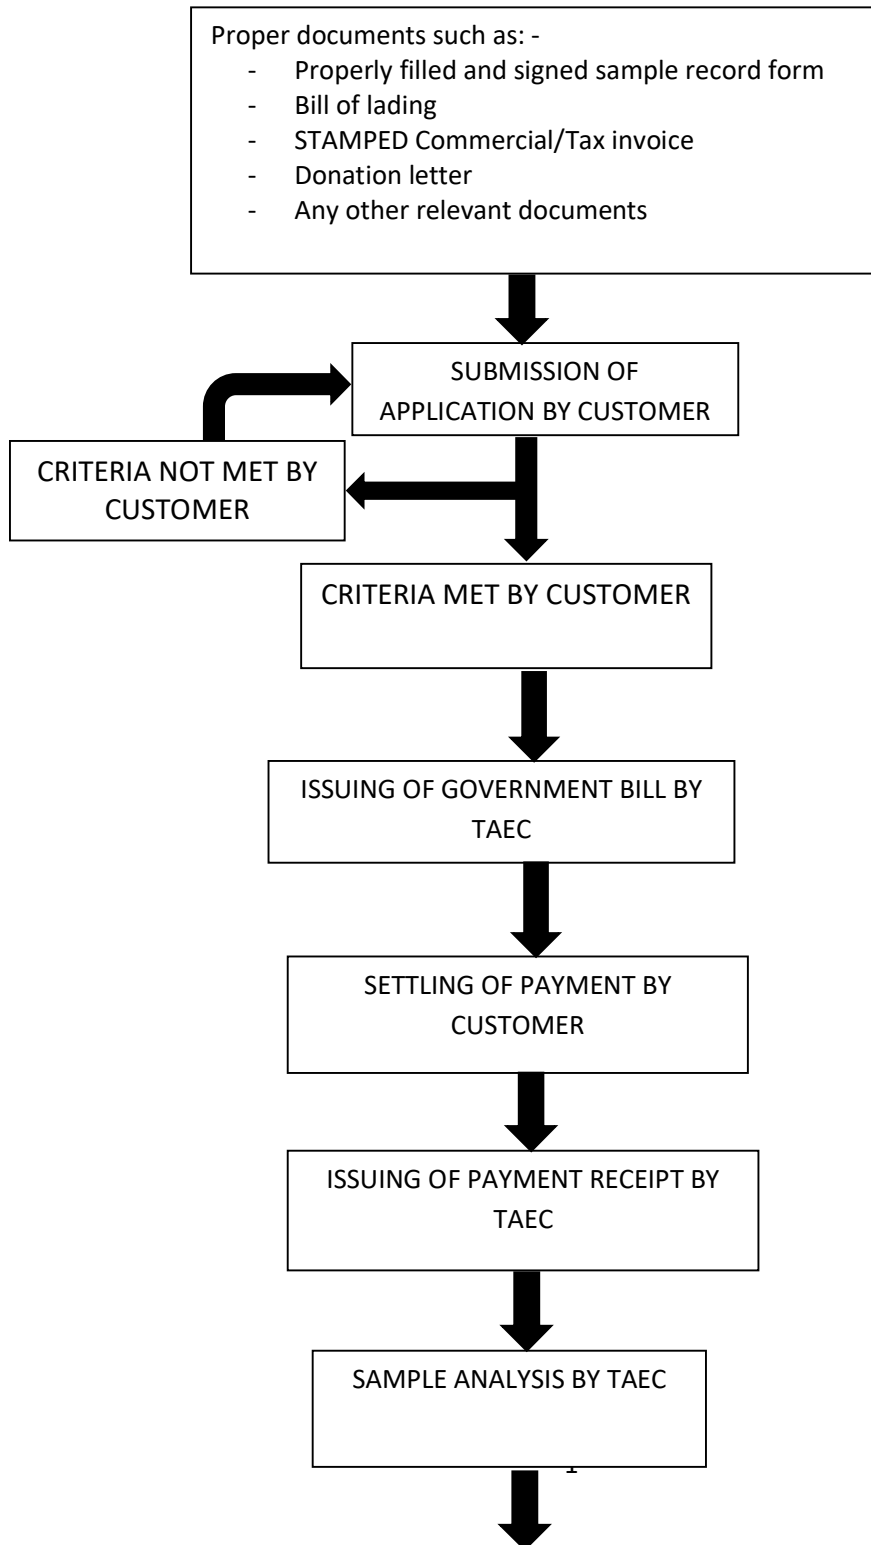 Proper documents such as: -
- Properly filled and signed sample record form
- Bill of lading
- STAMPED Commercial/Tax invoice
- Donation letter
- Any other relevant documents
SUBMISSION OF
APPLICATION BY CUSTOMER
CRITERIA NOT MET BY
CUSTOMER
CRITERIA MET BY CUSTOMER
ISSUING OF GOVERNMENT BILL BY
TAEC
SETTLING OF PAYMENT BY
CUSTOMER
ISSUING OF PAYMENT RECEIPT BY
TAEC
SAMPLE ANALYSIS BY TAEC
1